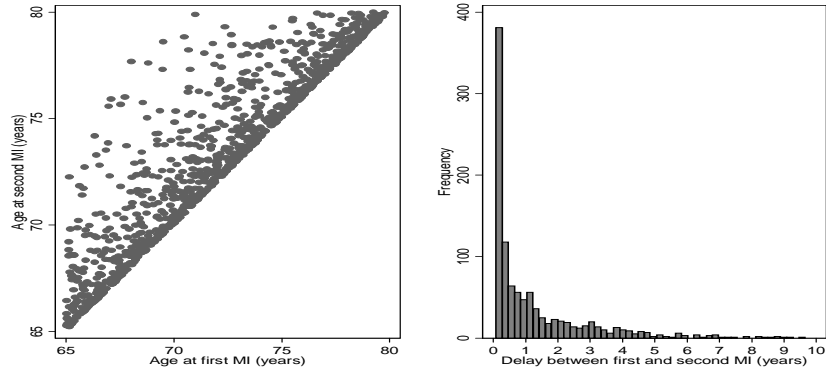 80
75
70
65
Age at second MI (years)
65 70 75 80
Age at first MI (years)
400
300
200
100
0
Frequency
0 1 2 3 4 5 6 7 8 9 10
Delay between first and second MI (years)